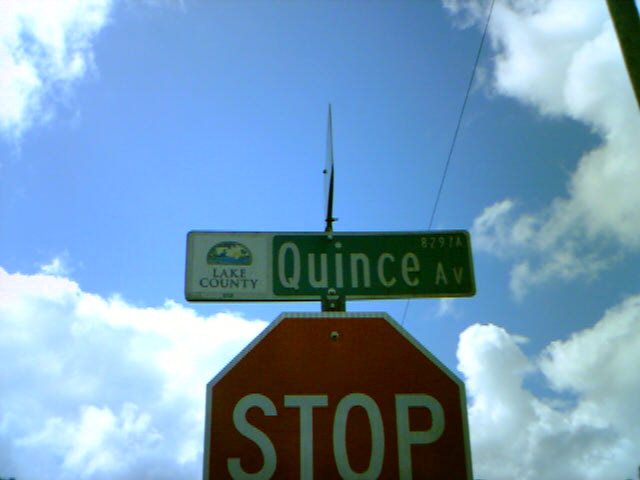 8297A
LAKE
COUNTY
Quince Av
STOP